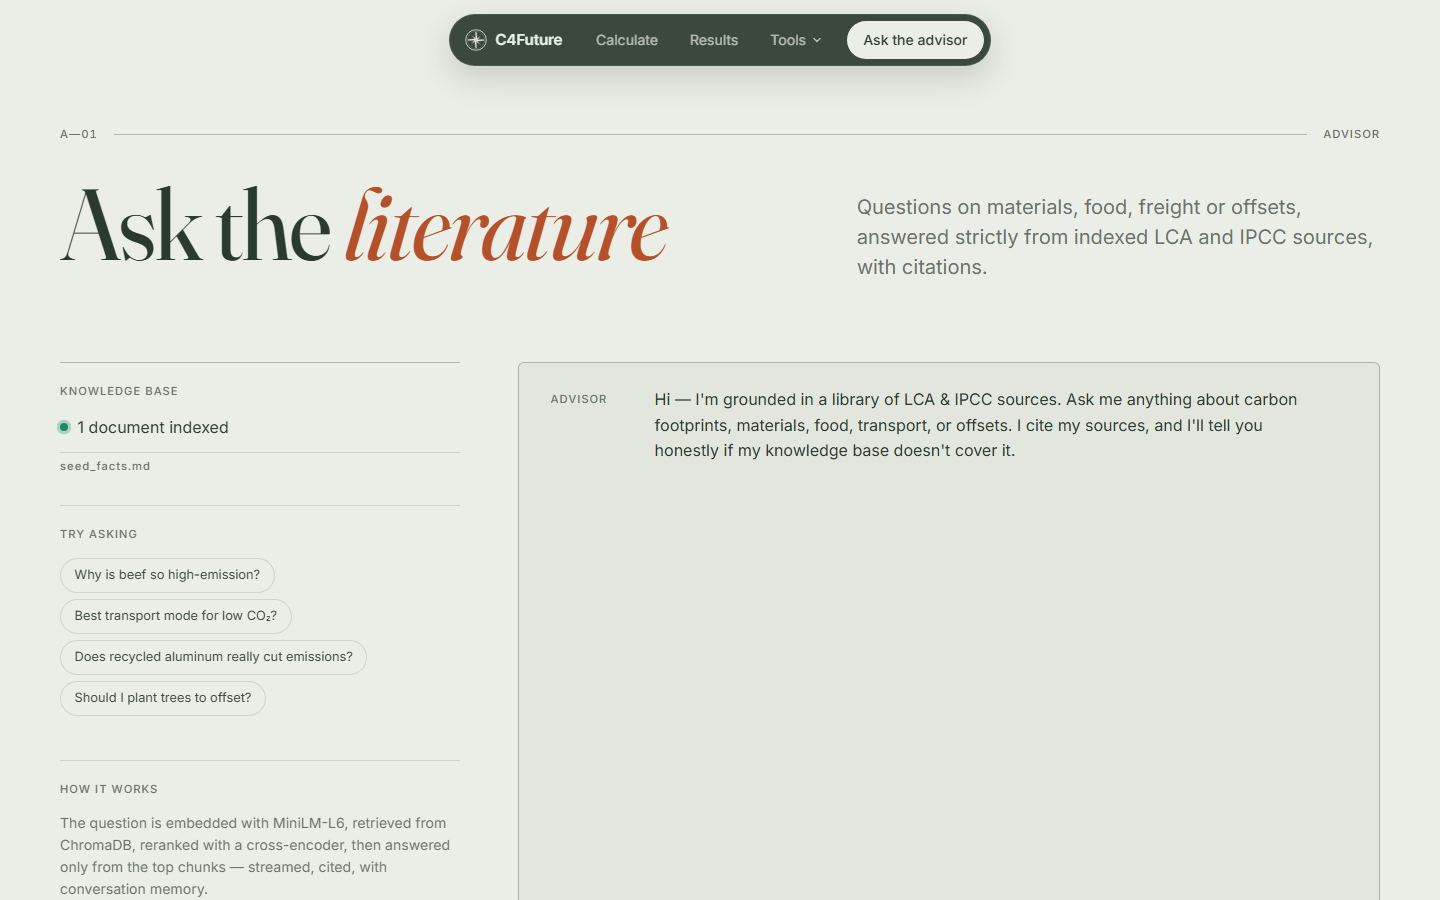 C4Future
Calculate
Results
Tools
Ask the advisor
A—01
ADVISOR
Ask the literature
Questions on materials, food, freight or offsets,
answered strictly from indexed LCA and IPCC sources,
with citations.
KNOWLEDGE BASE
1 document indexed
seed_facts.md
TRY ASKING
Why is beef so high-emission?
Best transport mode for low CO₂?
Does recycled aluminum really cut emissions?
Should I plant trees to offset?
HOW IT WORKS
The question is embedded with MiniLM-L6, retrieved from
ChromaDB, reranked with a cross-encoder, then answered
only from the top chunks — streamed, cited, with
conversation memory.
ADVISOR
Hi — I'm grounded in a library of LCA & IPCC sources. Ask me anything about carbon
footprints, materials, food, transport, or offsets. I cite my sources, and I'll tell you
honestly if my knowledge base doesn't cover it.